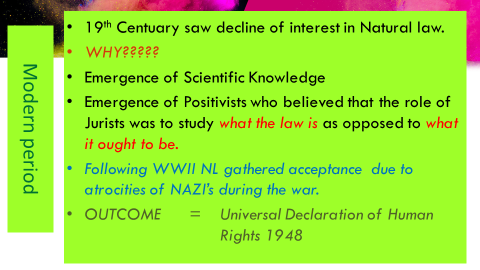 Modern period
• 19th Centuary saw decline of interest in Natural law.
• WHY?????
• Emergence of Scientific Knowledge
• Emergence of Positivists who believed that the role of
Jurists was to study what the law is as opposed to what
it ought to be.
• Following WWII NL gathered acceptance due to
atrocities of NAZI's during the war.
• OUTCOME = Universal Declaration of Human
Rights 1948